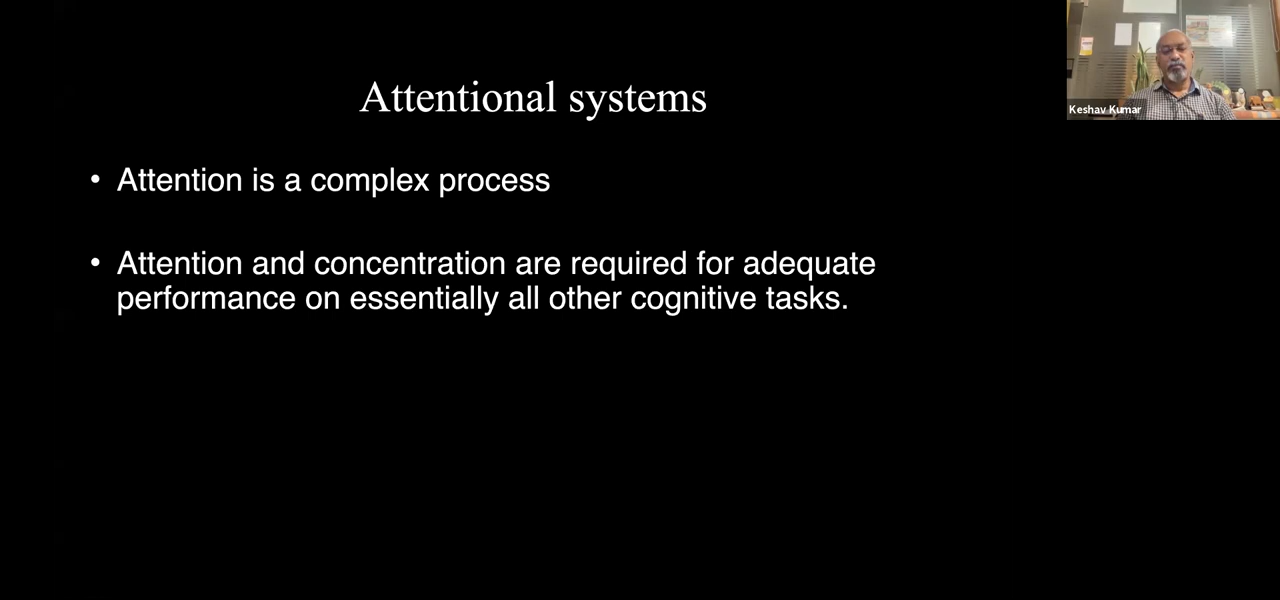 Attentional systems
• Attention is a complex process
• Attention and concentration are required for adequate
performance on essentially all other cognitive tasks.
Keshav Kumar